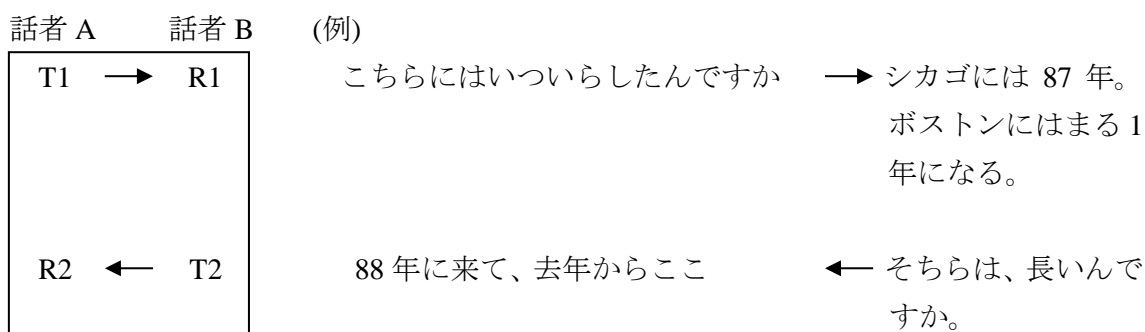 話者 A 話者 B (例)
T1 → R1 こちらにはいついらしたんですか → シカゴには 87 年。
ボストンにはまる 1
年になる。
R2 ← T2 88 年に来て、去年からここ ← そちらは、長いんで
すか。